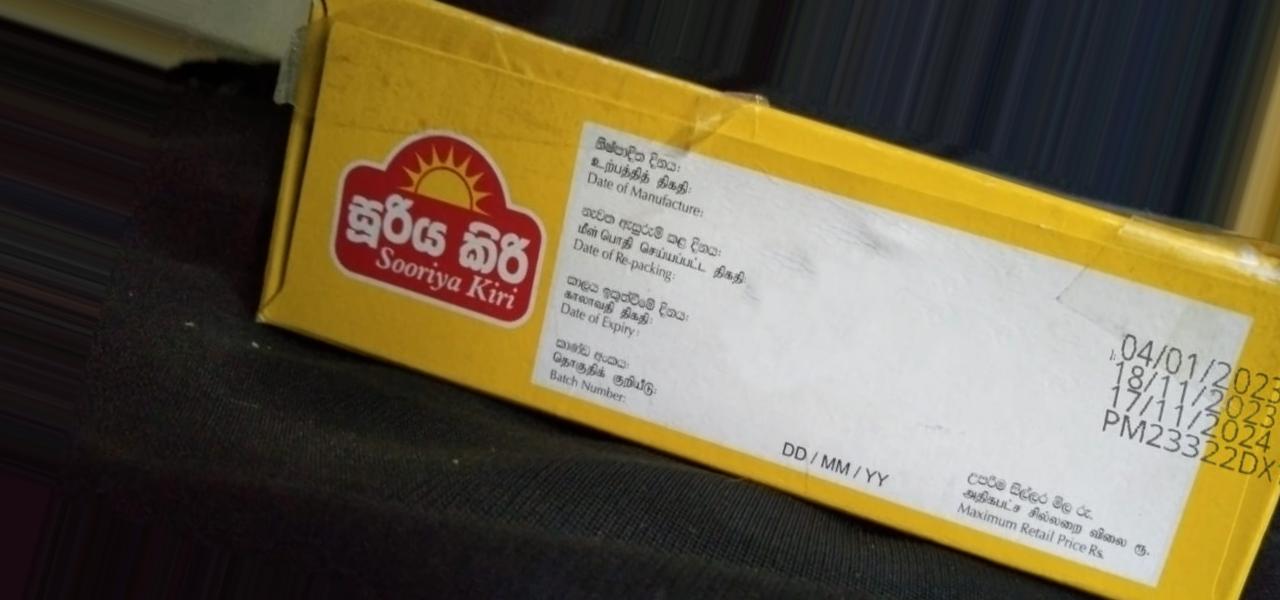 සූරිය කිරි
Sooriya Kiri
නිෂ්පාදිත දිනය:
உற்பத்தித் திகதி:
Date of Manufacture:
නැවත ඇසුරුම් කළ දිනය:
மீள் பொதி செய்யப்பட்ட திகதி:
Date of Re-packing:
කාලය ඉකුත්වීමේ දිනය:
காலாவதி திகதி:
Date of Expiry:
කාණ්ඩ අංකය:
தொகுதிக் குறியீடு:
Batch Number:
04/01/2023
18/11/2023
17/11/2024
PM23322DX
DD / MM / YY
උපරිම සිල්ලර මිල රු.
அதிகபட்ச சில்லறை விலை ரூ.
Maximum Retail Price Rs.